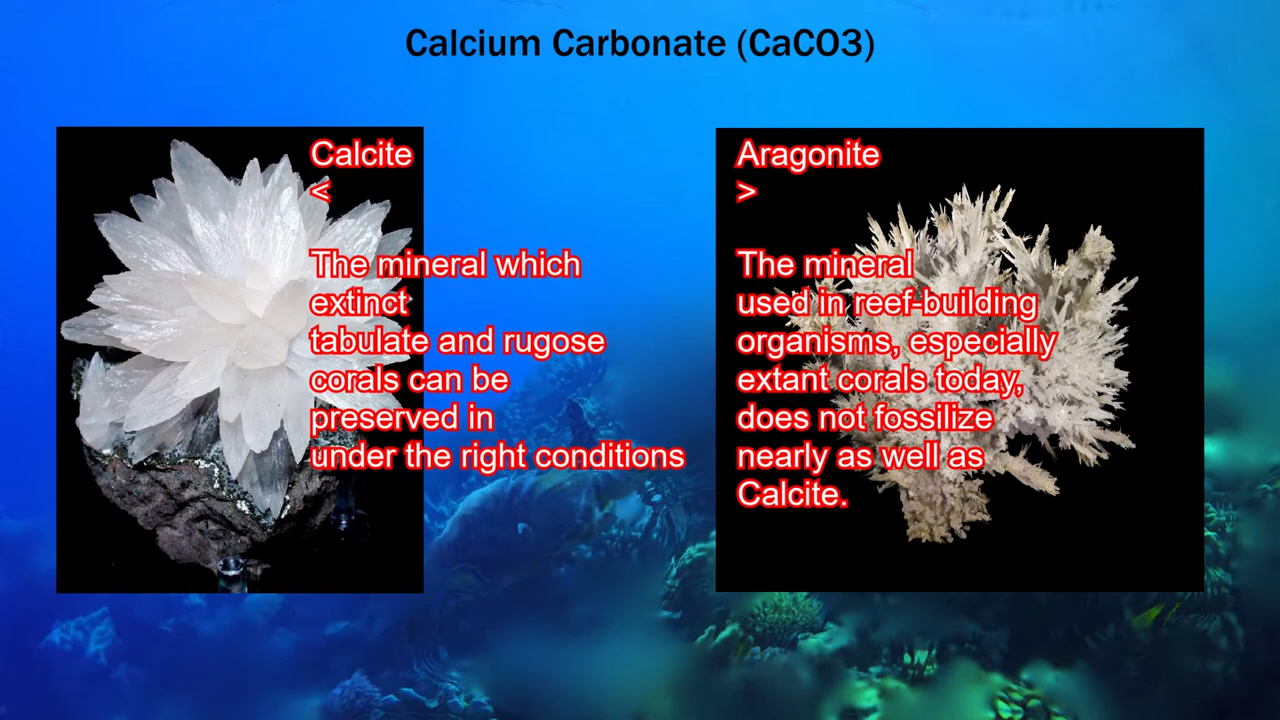 Calcium Carbonate (CaCO3)
Calcite
<
The mineral which
extinct
tabulate and rugose
corals can be
preserved in
under the right conditions
Aragonite
>
The mineral
used in reef-building
organisms, especially
extant corals today,
does not fossilize
nearly as well as
Calcite.